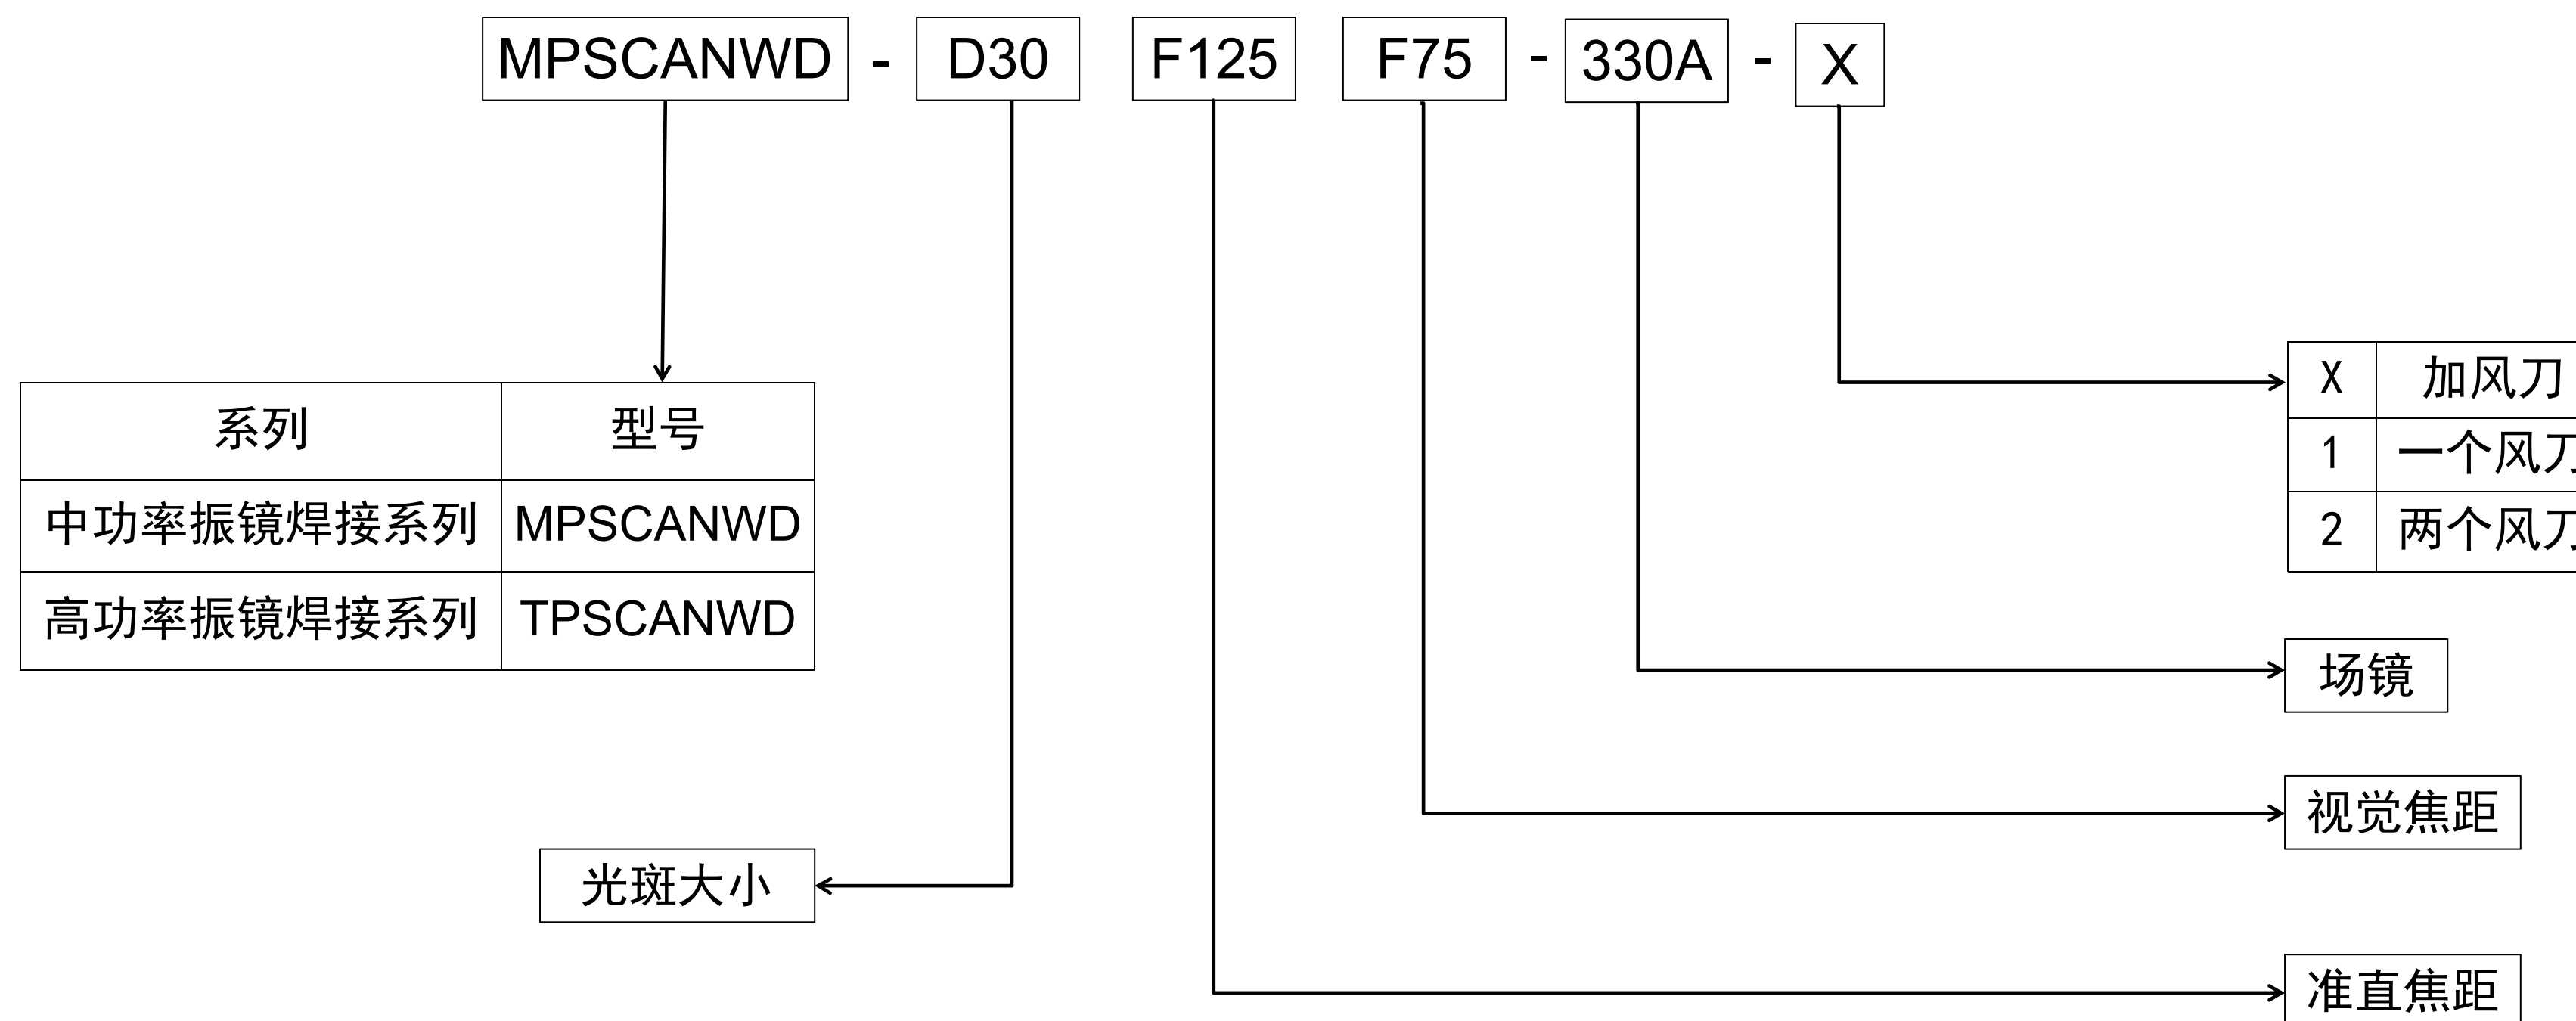 MPSCANWD - D30 F125 F75 - 330A - X
X 加风刀
1 一个风刀
2 两个风刀
系列 型号
中功率振镜焊接系列 MPSCANWD
高功率振镜焊接系列 TPSCANWD
场镜
视觉焦距
光斑大小
准直焦距